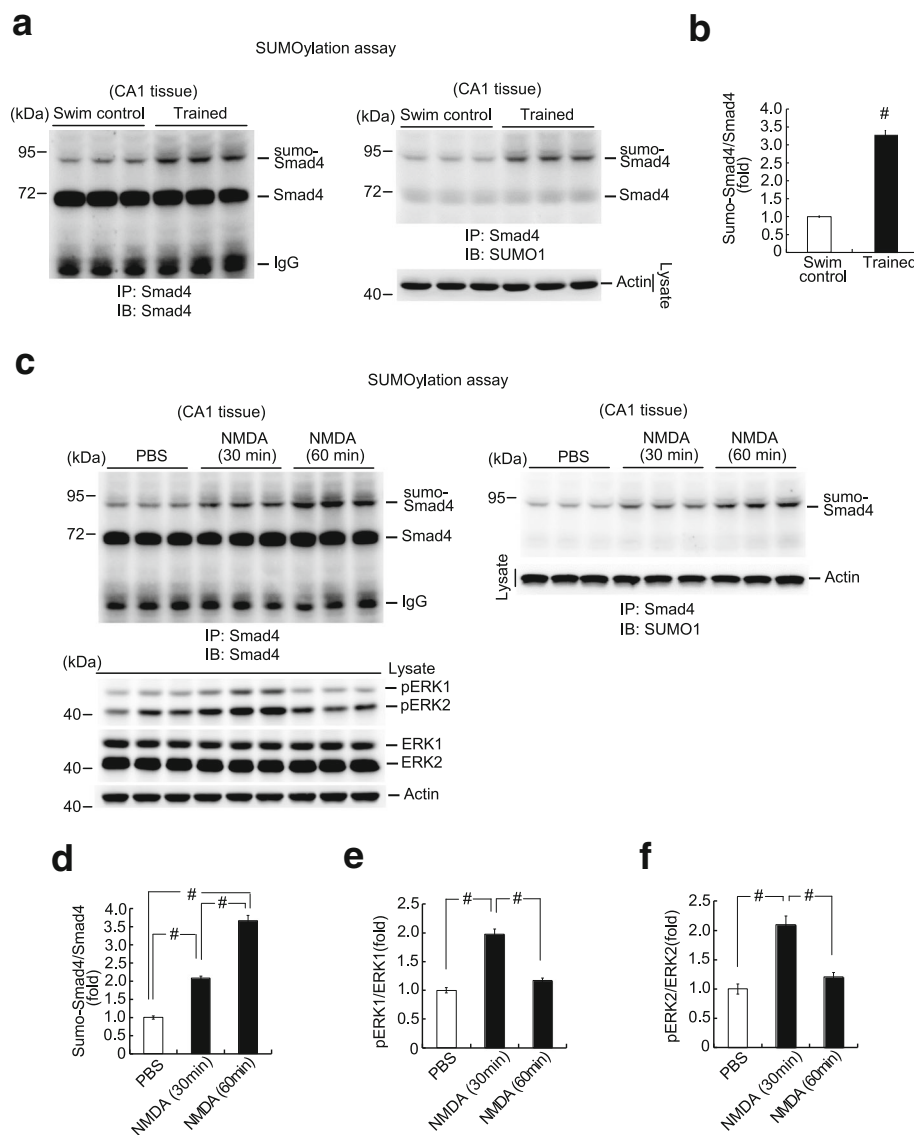 a
SUMOylation assay
(CA1 tissue)
(kDa)
Swim control Trained
95
72
sumo-
Smad4
Smad4
IgG
IP: Smad4
IB: Smad4
(CA1 tissue)
(kDa)
Swim control Trained
95
72
sumo-
Smad4
Smad4
IP: Smad4
IB: SUMO1
40
Actin
Lysate
b
Sumo-Smad4/Smad4
(fold)
4.0
3.5
3.0
2.5
2.0
1.5
1.0
0.5
0
#
Swim
control
Trained
c
SUMOylation assay
(CA1 tissue)
(kDa)
PBS
NMDA
(30 min)
NMDA
(60 min)
95
72
sumo-
Smad4
Smad4
IgG
IP: Smad4
IB: Smad4
(kDa)
Lysate
pERK1
pERK2
40
ERK1
ERK2
40
Actin
40
(CA1 tissue)
(kDa)
PBS
NMDA
(30 min)
NMDA
(60 min)
95
sumo-
Smad4
Lysate
Actin
IP: Smad4
IB: SUMO1
d
Sumo-Smad4/Smad4
(fold)
4.0
3.5
3.0
2.5
2.0
1.5
1.0
0.5
0
#
#
#
PBS
NMDA (30min)
NMDA (60min)
e
pERK1/ERK1(fold)
2.5
2.0
1.5
1.0
0.5
0
#
#
PBS
NMDA (30min)
NMDA (60min)
f
pERK2/ERK2(fold)
2.5
2.0
1.5
1.0
0.5
0
#
#
PBS
NMDA (30min)
NMDA (60min)